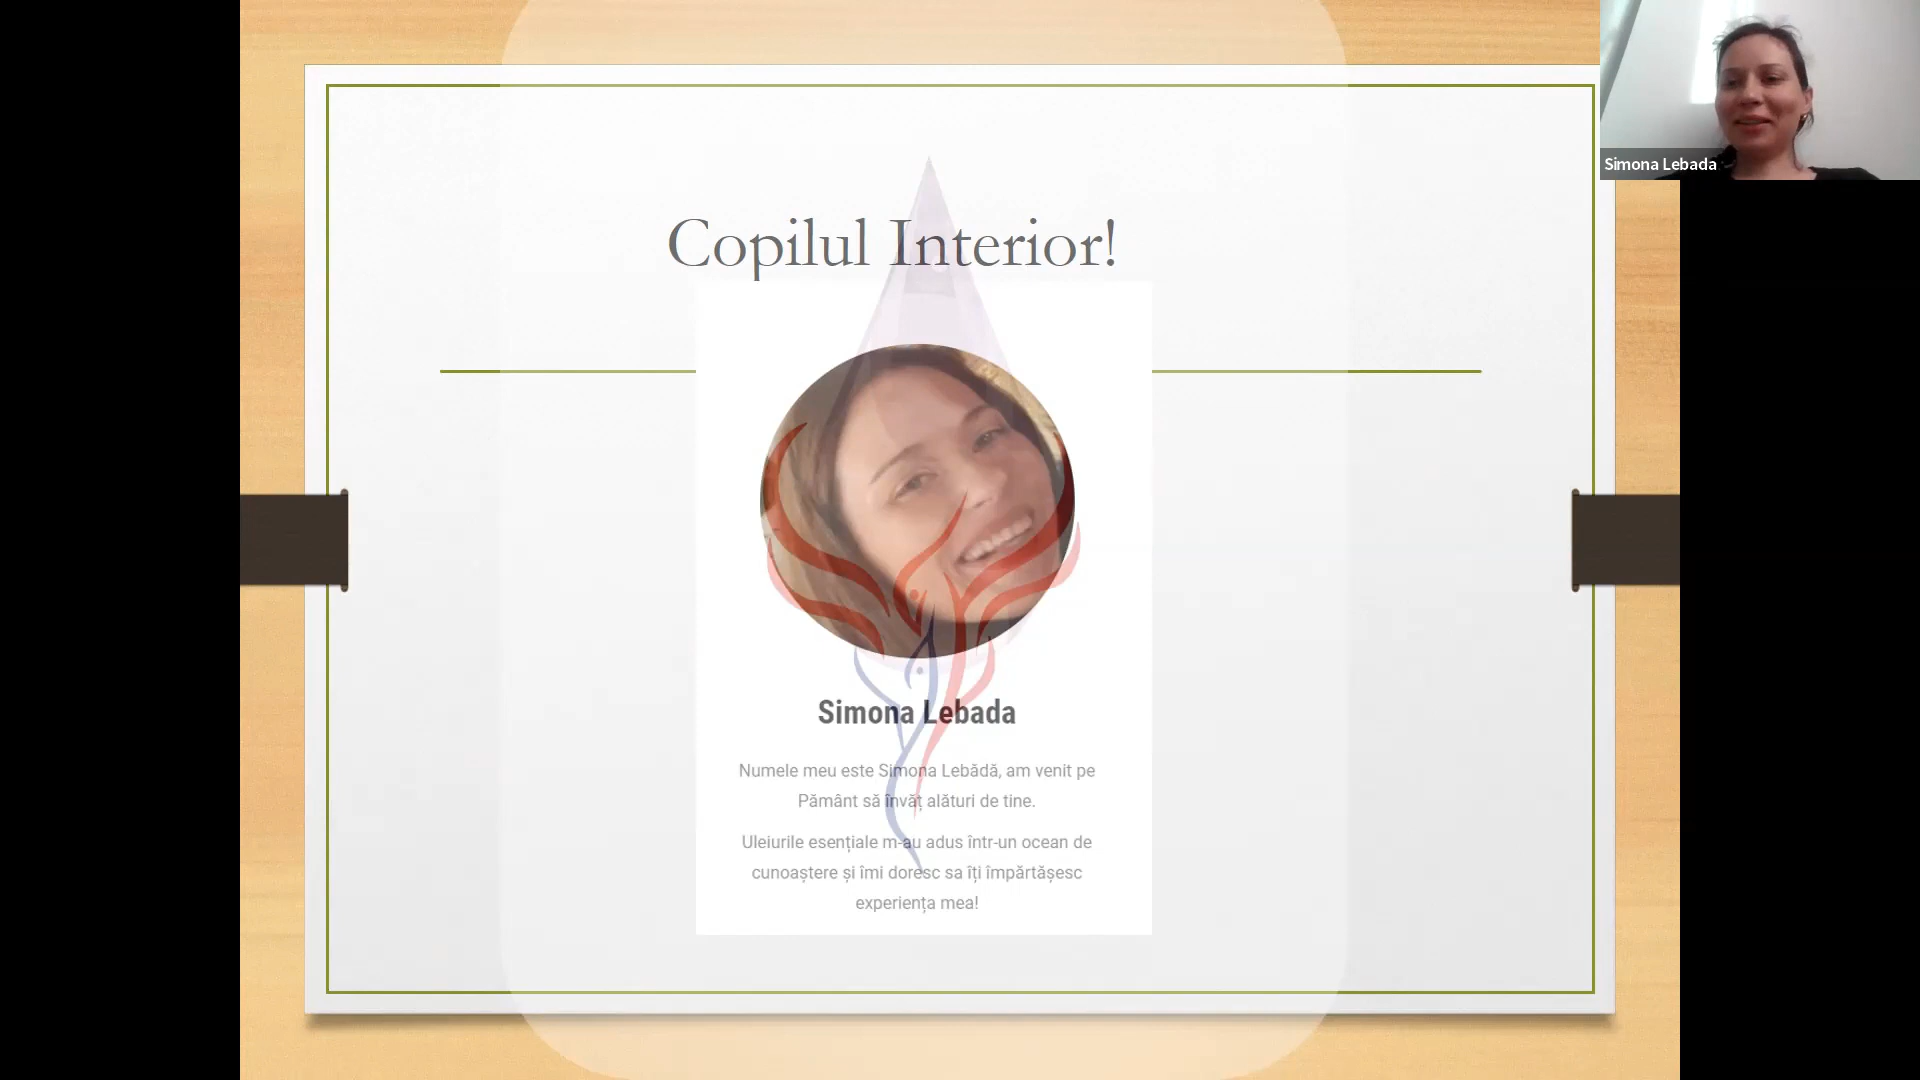 Copilul Interior!
Simona Lebada
Simona Lebada
Numele meu este Simona Lebădă, am venit pe
Pământ să învăț alături de tine.
Uleiurile esențiale m-au adus într-un ocean de
cunoaștere și îmi doresc sa îți împărtășesc
experiența mea!